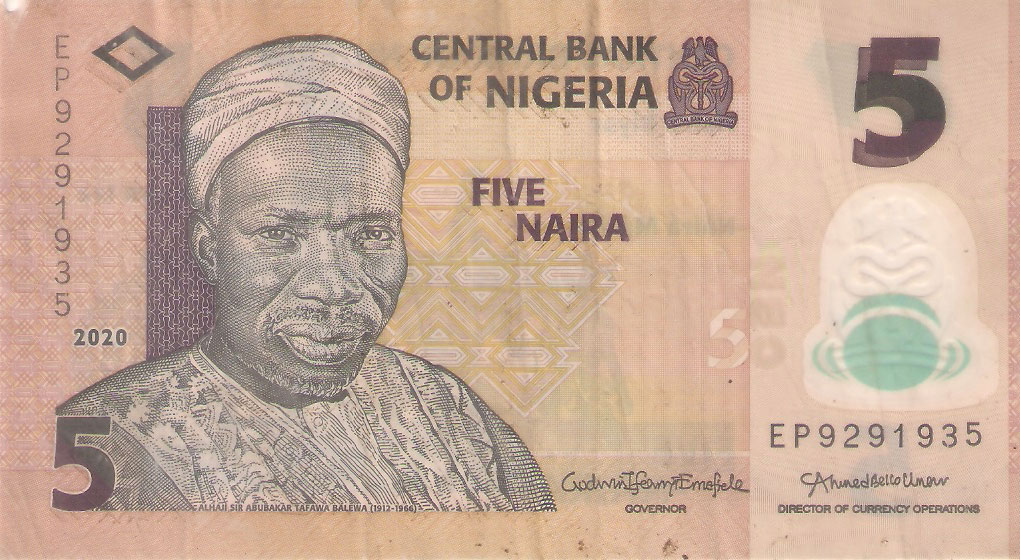 CENTRAL BANK
OF NIGERIA
CENTRAL BANK OF NIGERIA
5
EP9291935
FIVE
NAIRA
2020
5
5
EP9291935
ALHAJI SIR ABUBAKAR TAFAWA BALEWA (1912-1966)
GodwinIfeanyiEmefiele
GOVERNOR
AhmedBelloUmar
DIRECTOR OF CURRENCY OPERATIONS